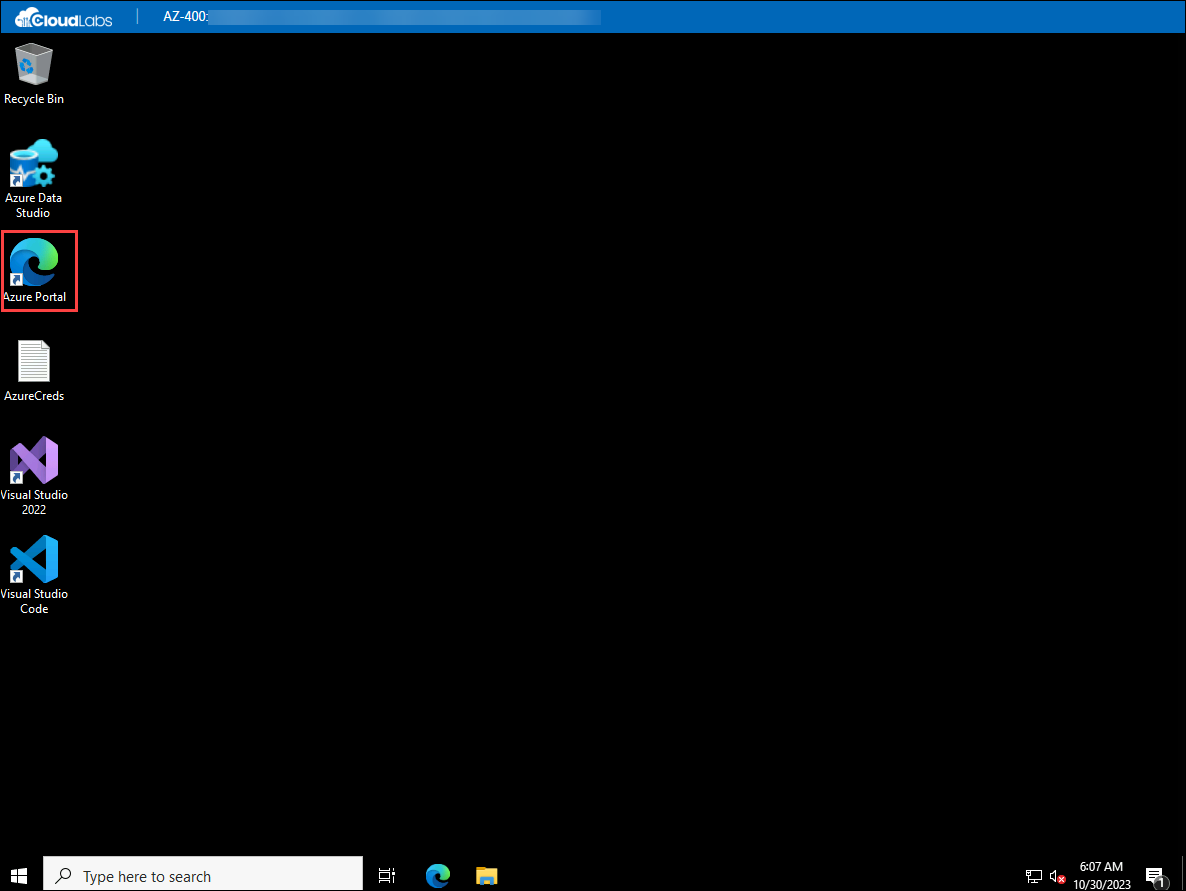 CloudLabs
AZ-400:
Recycle Bin
Azure Data
Studio
Azure Portal
AzureCreds
Visual Studio
2022
Visual Studio
Code
Type here to search
6:07 AM
10/30/2023
1